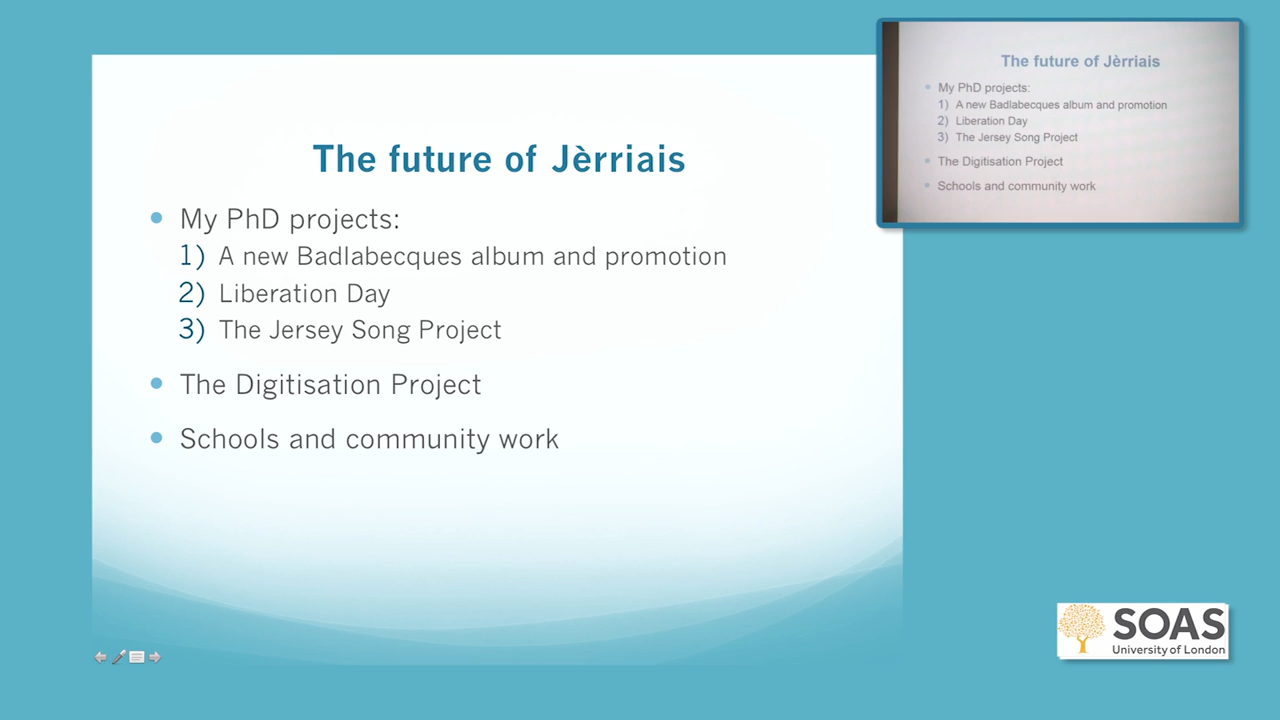 The future of Jèrriais
My PhD projects:
1) A new Badlabecques album and promotion
2) Liberation Day
3) The Jersey Song Project
The Digitisation Project
Schools and community work
The future of Jèrriais
My PhD projects:
1) A new Badlabecques album and promotion
2) Liberation Day
3) The Jersey Song Project
The Digitisation Project
Schools and community work
SOAS
University of London